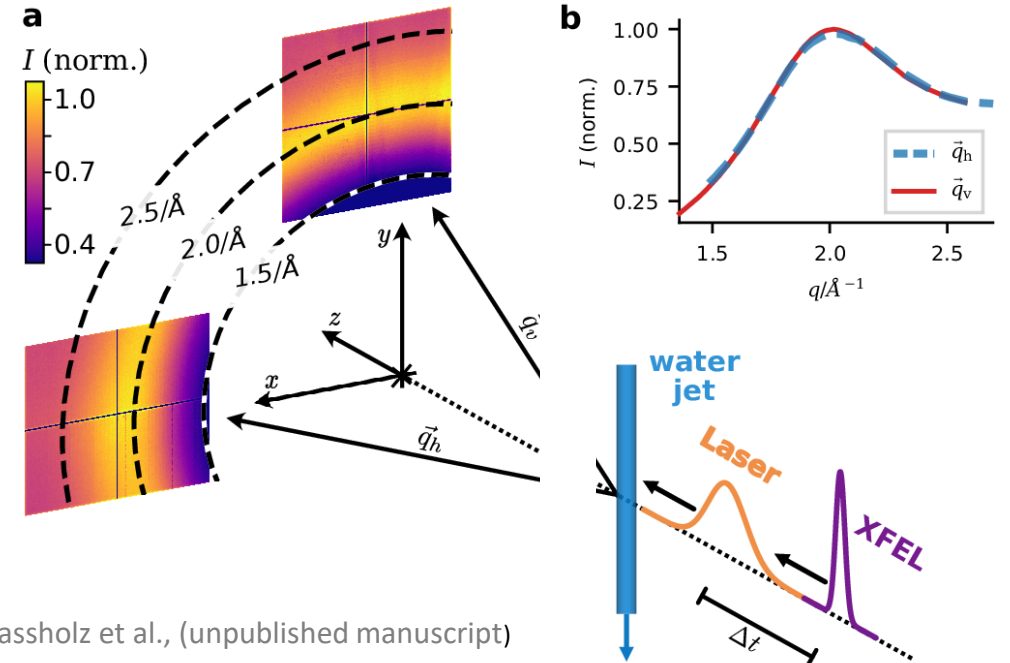 a
I (norm.)
1.0
0.7
0.4
2.5/Å
2.0/Å
1.5/Å
y
z
x
q⃗h
b
I (norm.)
1.00
0.75
0.50
0.25
q⃗h
q⃗v
1.5
2.0
2.5
q/Å⁻¹
water
jet
Laser
XFEL
Δt
et al., (unpublished manuscript)